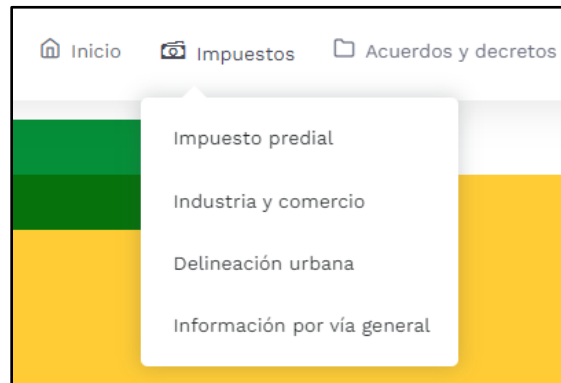 Inicio Impuestos Acuerdos y decretos
Impuesto predial
Industria y comercio
Delineación urbana
Información por vía general